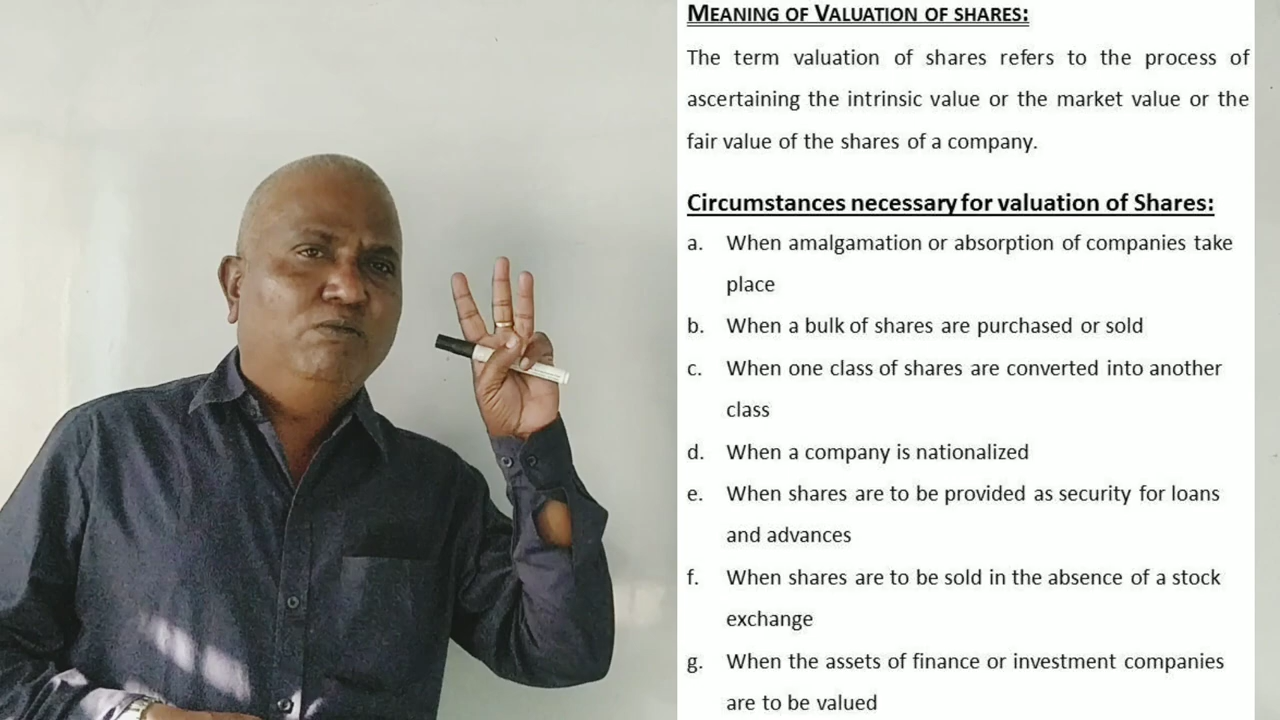 MEANING OF VALUATION OF SHARES:
The term valuation of shares refers to the process of
ascertaining the intrinsic value or the market value or the
fair value of the shares of a company.
Circumstances necessary for valuation of Shares:
a. When amalgamation or absorption of companies take
place
b. When a bulk of shares are purchased or sold
c. When one class of shares are converted into another
class
d. When a company is nationalized
e. When shares are to be provided as security for loans
and advances
f. When shares are to be sold in the absence of a stock
exchange
g. When the assets of finance or investment companies
are to be valued